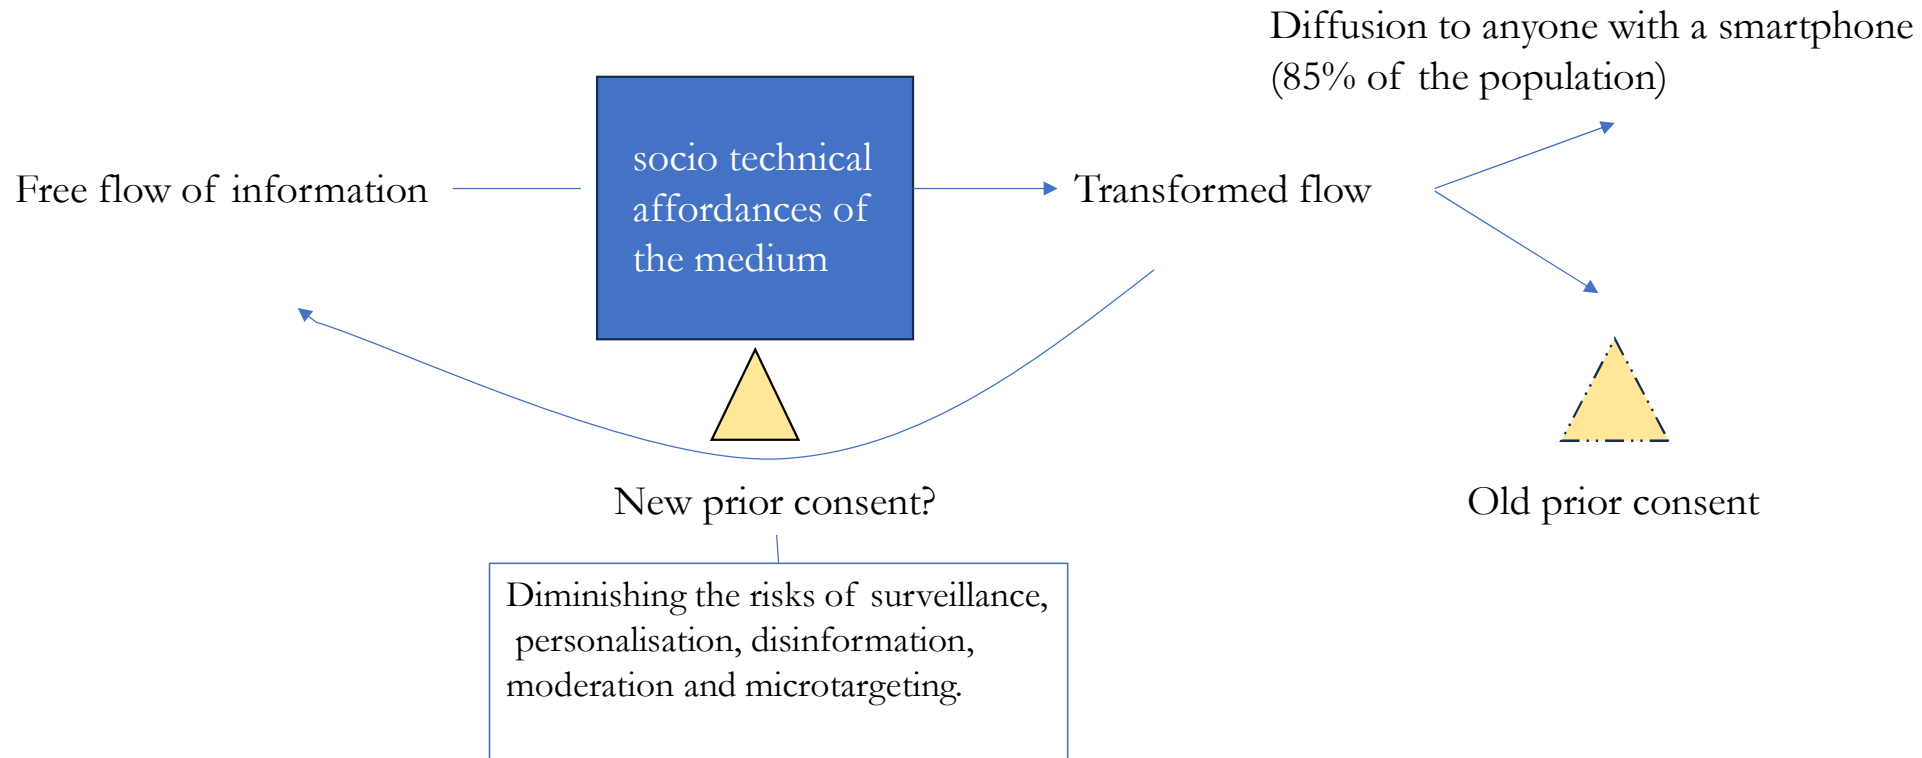 Diffusion to anyone with a smartphone
(85% of the population)
Free flow of information
socio technical
affordances of
the medium
Transformed flow
New prior consent?
Old prior consent
Diminishing the risks of surveillance,
personalisation, disinformation,
moderation and microtargeting.